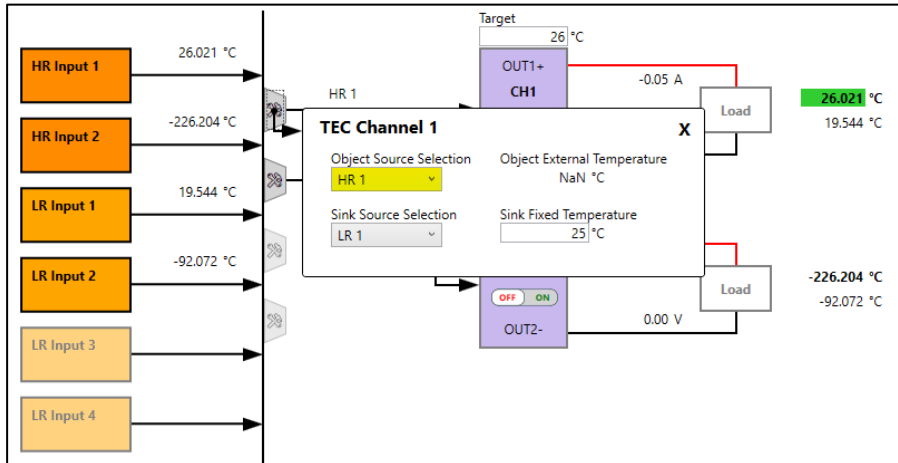 Target
26 °C
HR Input 1
26.021 °C
OUT1+
CH1
-0.05 A
Load
26.021 °C
19.544 °C
HR 1
HR Input 2
-226.204 °C
TEC Channel 1
X
Object Source Selection
HR 1
Object External Temperature
NaN °C
Sink Source Selection
LR 1
Sink Fixed Temperature
25 °C
LR Input 1
19.544 °C
LR Input 2
-92.072 °C
OFF ON
OUT2-
0.00 V
Load
-226.204 °C
-92.072 °C
LR Input 3
LR Input 4